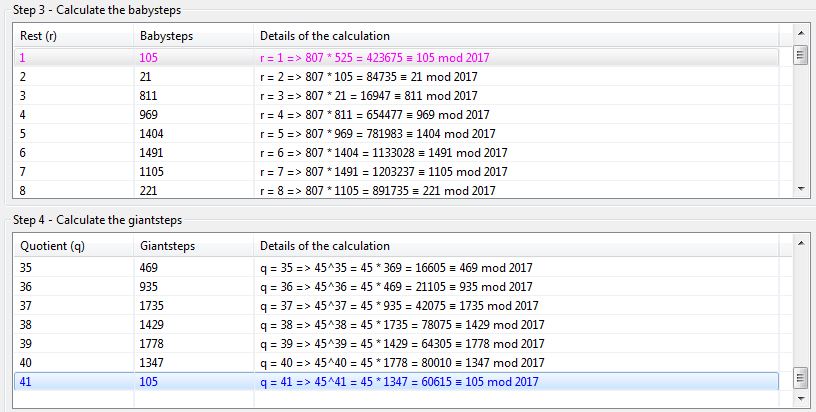 Step 3 - Calculate the babysteps
Rest (r) Babysteps Details of the calculation
1 105 r = 1 => 807 * 525 = 423675 ≡ 105 mod 2017
2 21 r = 2 => 807 * 105 = 84735 ≡ 21 mod 2017
3 811 r = 3 => 807 * 21 = 16947 ≡ 811 mod 2017
4 969 r = 4 => 807 * 811 = 654477 ≡ 969 mod 2017
5 1404 r = 5 => 807 * 969 = 781983 ≡ 1404 mod 2017
6 1491 r = 6 => 807 * 1404 = 1133028 ≡ 1491 mod 2017
7 1105 r = 7 => 807 * 1491 = 1203237 ≡ 1105 mod 2017
8 221 r = 8 => 807 * 1105 = 891735 ≡ 221 mod 2017
Step 4 - Calculate the giantsteps
Quotient (q) Giantsteps Details of the calculation
35 469 q = 35 => 45^35 = 45 * 369 = 16605 ≡ 469 mod 2017
36 935 q = 36 => 45^36 = 45 * 469 = 21105 ≡ 935 mod 2017
37 1735 q = 37 => 45^37 = 45 * 935 = 42075 ≡ 1735 mod 2017
38 1429 q = 38 => 45^38 = 45 * 1735 = 78075 ≡ 1429 mod 2017
39 1778 q = 39 => 45^39 = 45 * 1429 = 64305 ≡ 1778 mod 2017
40 1347 q = 40 => 45^40 = 45 * 1778 = 80010 ≡ 1347 mod 2017
41 105 q = 41 => 45^41 = 45 * 1347 = 60615 ≡ 105 mod 2017